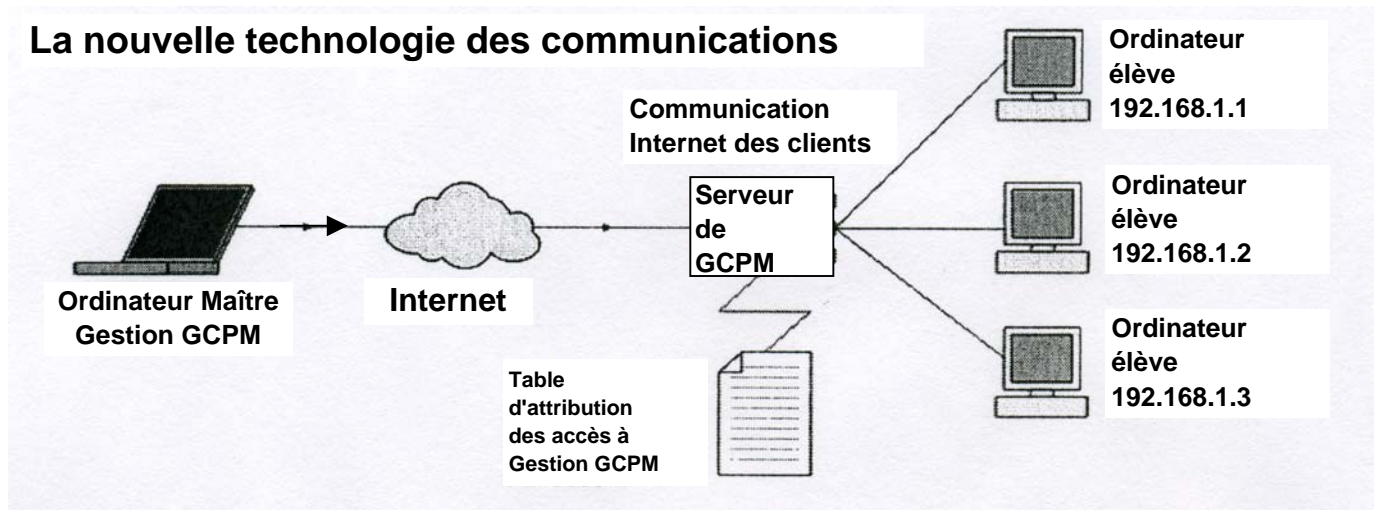 La nouvelle technologie des communications
Ordinateur
élève
192.168.1.1
Communication
Internet des clients
Serveur
de
GCPM
Ordinateur
élève
192.168.1.2
Ordinateur Maître
Gestion GCPM
Internet
Ordinateur
élève
192.168.1.3
Table
d'attribution
des accès à
Gestion GCPM